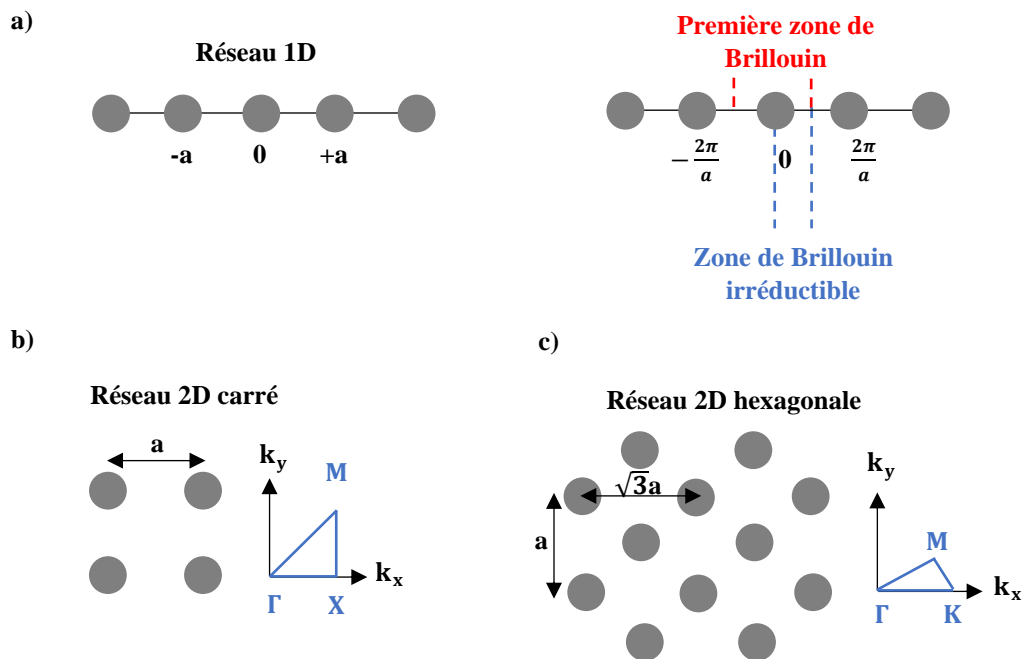 a)
Réseau 1D
-a 0 +a
Première zone de
Brillouin
−2π/a 0 2π/a
Zone de Brillouin
irréductible
b)
Réseau 2D carré
a
k_y
M
Γ X k_x
c)
Réseau 2D hexagonale
√3a
a
k_y
M
Γ K k_x